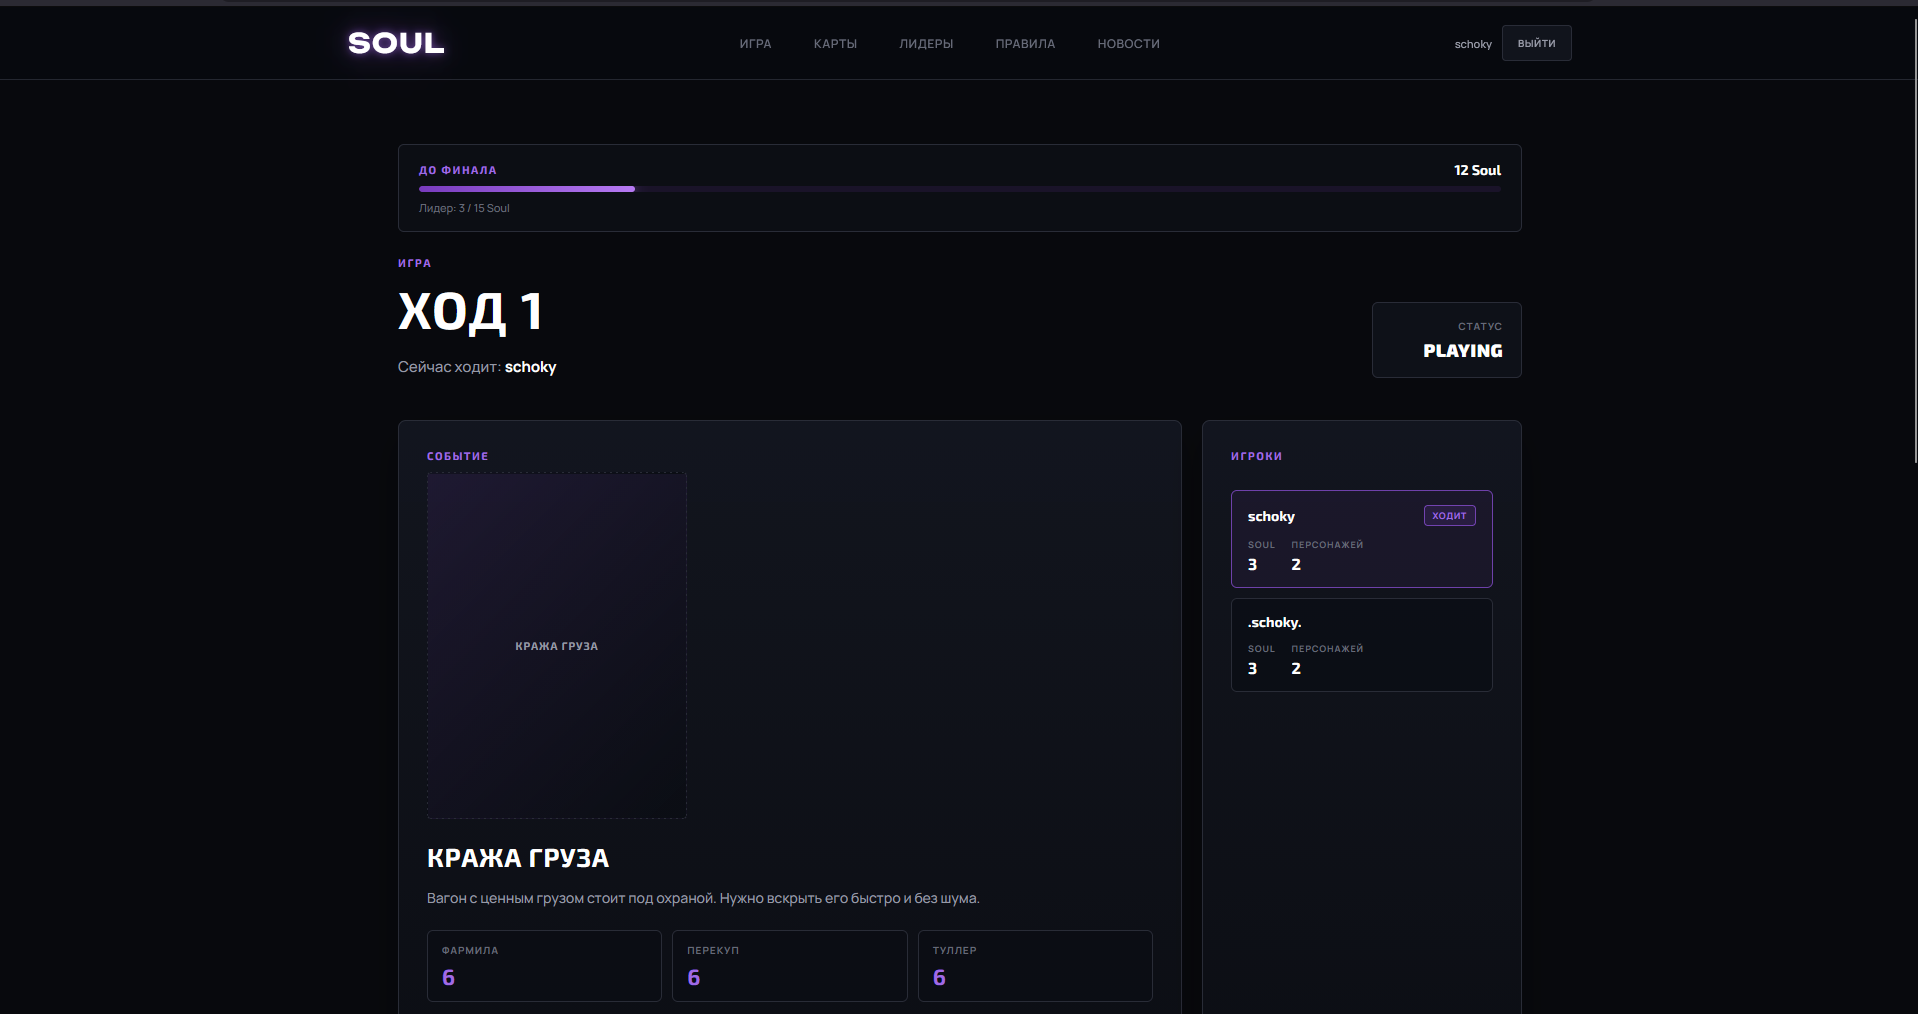 SOUL
ИГРА КАРТЫ ЛИДЕРЫ ПРАВИЛА НОВОСТИ
schoky ВЫЙТИ
ДО ФИНАЛА 12 Soul
Лидер: 3 / 15 Soul
ИГРА
ХОД 1
Сейчас ходит: schoky
СТАТУС
PLAYING
СОБЫТИЕ
КРАЖА ГРУЗА
КРАЖА ГРУЗА
Вагон с ценным грузом стоит под охраной. Нужно вскрыть его быстро и без шума.
ФАРМИЛА ПЕРЕКУП ТУЛЛЕР
6 6 6
ИГРОКИ
schoky ХОДИТ
SOUL ПЕРСОНАЖЕЙ
3 2
.schoky.
SOUL ПЕРСОНАЖЕЙ
3 2